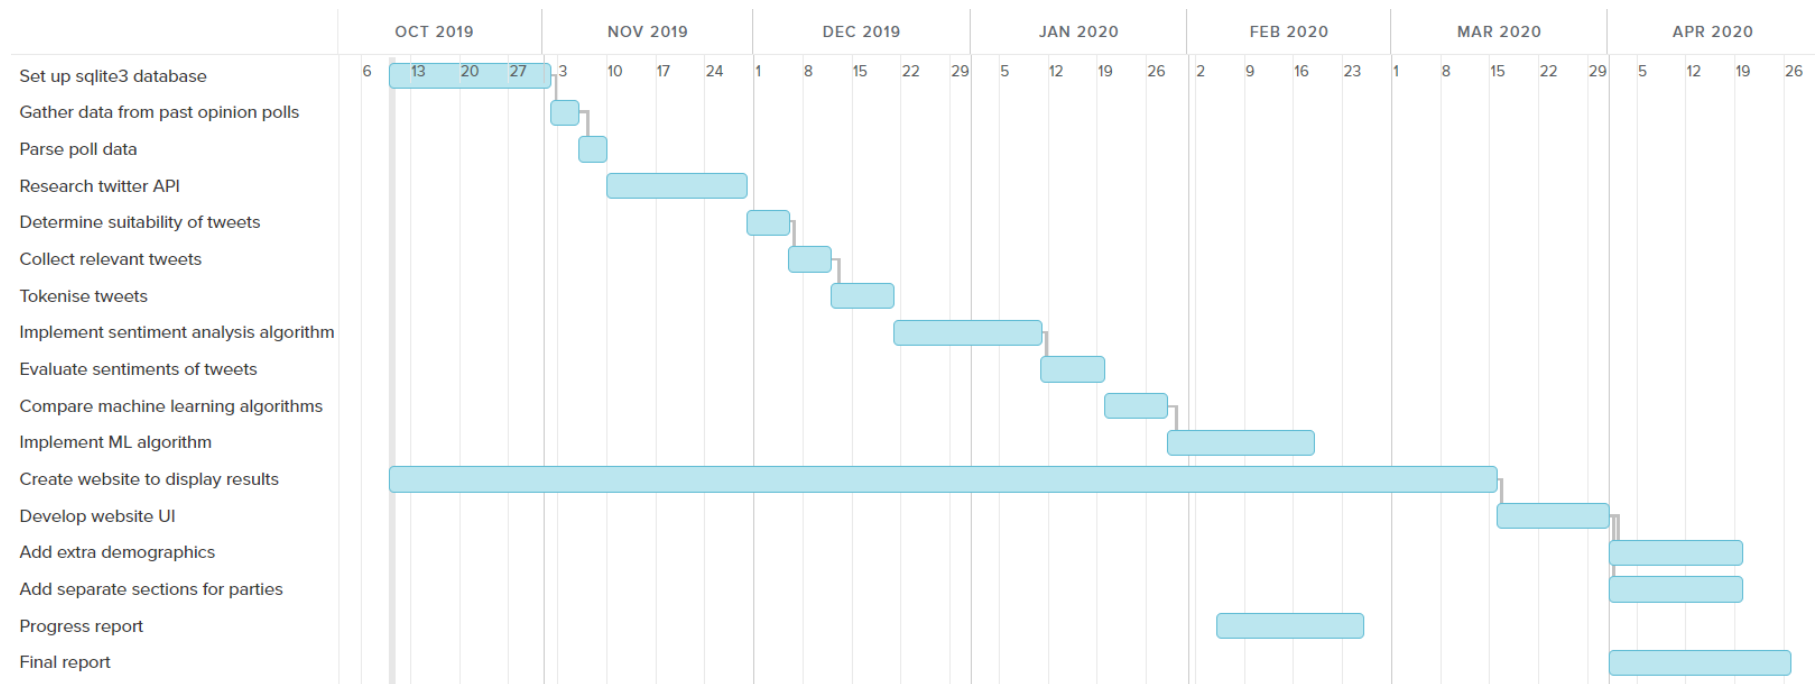 OCT 2019 NOV 2019 DEC 2019 JAN 2020 FEB 2020 MAR 2020 APR 2020
6 13 20 27 3 10 17 24 1 8 15 22 29 5 12 19 26 2 9 16 23 1 8 15 22 29 5 12 19 26
Set up sqlite3 database
Gather data from past opinion polls
Parse poll data
Research twitter API
Determine suitability of tweets
Collect relevant tweets
Tokenise tweets
Implement sentiment analysis algorithm
Evaluate sentiments of tweets
Compare machine learning algorithms
Implement ML algorithm
Create website to display results
Develop website UI
Add extra demographics
Add separate sections for parties
Progress report
Final report